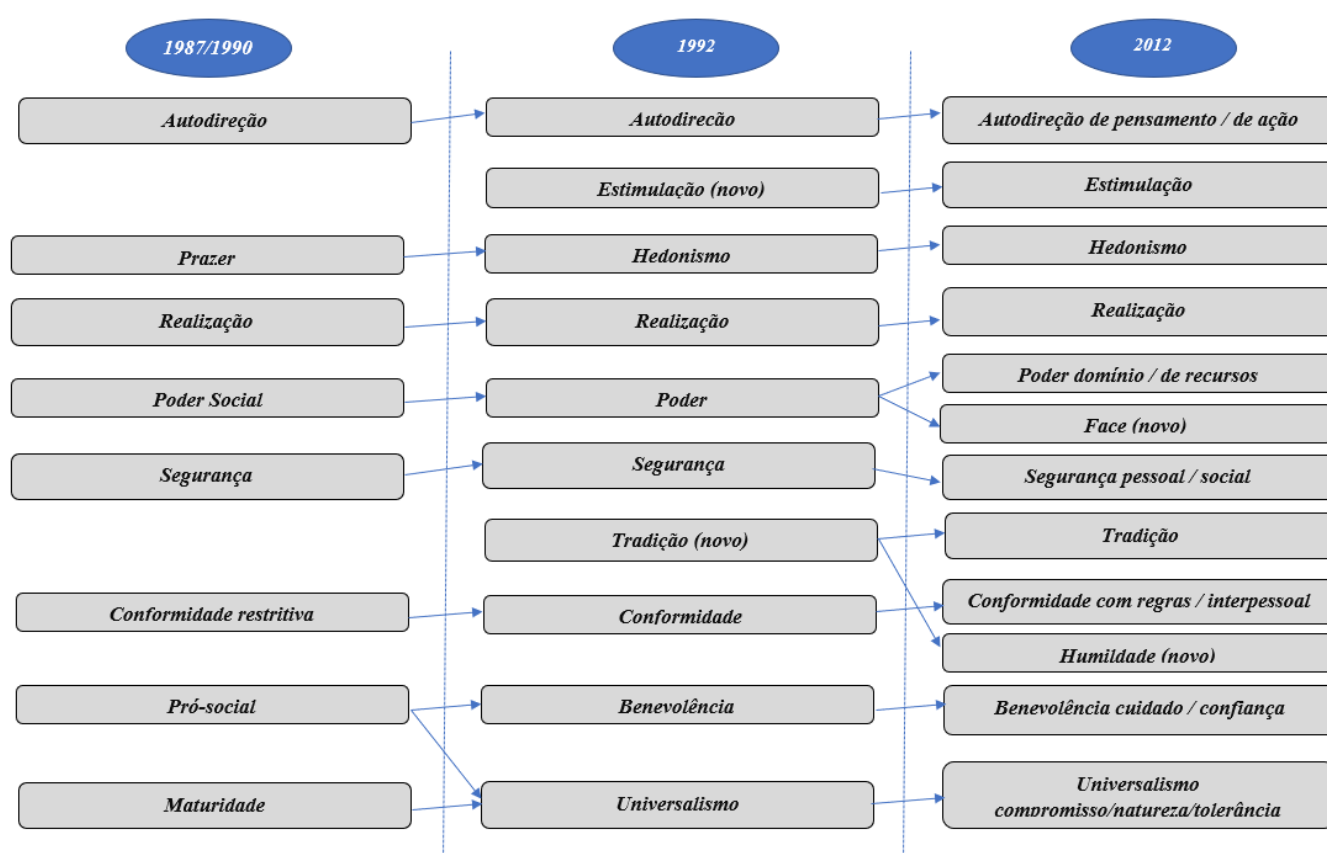 1987/1990
1992
2012
Autodireção
Autodirecão
Autodireção de pensamento / de ação
Estimulação (novo)
Estimulação
Prazer
Hedonismo
Hedonismo
Realização
Realização
Realização
Poder Social
Poder
Poder domínio / de recursos
Face (novo)
Segurança
Segurança
Segurança pessoal / social
Tradição (novo)
Tradição
Conformidade restritiva
Conformidade
Conformidade com regras / interpessoal
Humildade (novo)
Pró-social
Benevolência
Benevolência cuidado / confiança
Maturidade
Universalismo
Universalismo
compromisso/natureza/tolerância